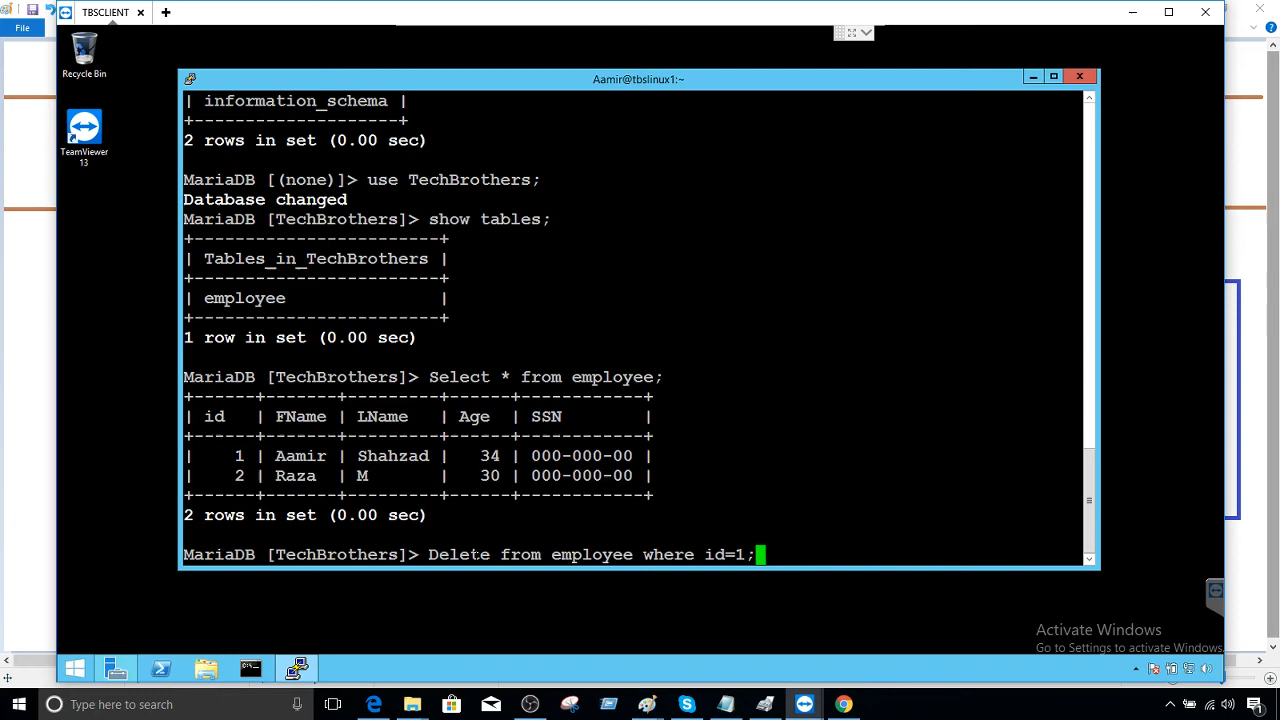 TBSCLIENT
File
Recycle Bin
TeamViewer
13
Aamir@tbslinux1:~
| information_schema |
+--------------------+
2 rows in set (0.00 sec)
MariaDB [(none)]> use TechBrothers;
Database changed
MariaDB [TechBrothers]> show tables;
+------------------------+
| Tables_in_TechBrothers |
+------------------------+
| employee               |
+------------------------+
1 row in set (0.00 sec)
MariaDB [TechBrothers]> Select * from employee;
+------+-------+---------+------+------------+
| id   | FName | LName   | Age  | SSN        |
+------+-------+---------+------+------------+
|    1 | Aamir | Shahzad |   34 | 000-000-00 |
|    2 | Raza  | M       |   30 | 000-000-00 |
+------+-------+---------+------+------------+
2 rows in set (0.00 sec)
MariaDB [TechBrothers]> Delete from employee where id=1;
Activate Windows
Go to Settings to activate Windows.
Type here to search